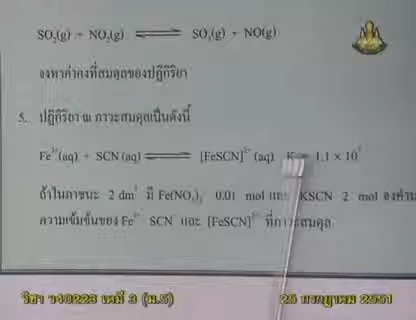 SO₂(g) + NO₂(g) ⇌ SO₃(g) + NO(g)
จงหาค่าคงที่สมดุลของปฏิกิริยา
5. ปฏิกิริยา ณ ภาวะสมดุลเป็นดังนี้
Fe³⁺(aq) + SCN⁻(aq) ⇌ [FeSCN]²⁺(aq) K = 1.1 × 10³
ถ้าในภาชนะ 2 dm³ มี Fe(NO₃)₃ 0.01 mol และ KSCN 2 mol จงคำนวณ
ความเข้มข้นของ Fe³⁺ SCN⁻ และ [FeSCN]²⁺ ที่ภาวะสมดุล
วิชา ว40223 เคมี 3 (ม.5)
25 กรกฎาคม 2551